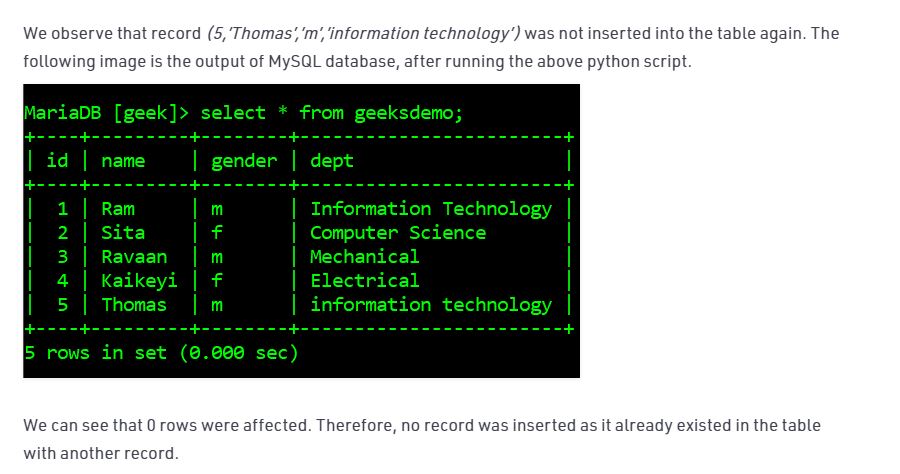 We observe that record (5,'Thomas','m','information technology') was not inserted into the table again. The
following image is the output of MySQL database, after running the above python script.
MariaDB [geek]> select * from geeksdemo;
+----+---------+--------+------------------------+
| id | name    | gender | dept                   |
+----+---------+--------+------------------------+
|  1 | Ram     | m      | Information Technology |
|  2 | Sita    | f      | Computer Science       |
|  3 | Ravaan  | m      | Mechanical             |
|  4 | Kaikeyi | f      | Electrical             |
|  5 | Thomas  | m      | information technology |
+----+---------+--------+------------------------+
5 rows in set (0.000 sec)
We can see that 0 rows were affected. Therefore, no record was inserted as it already existed in the table
with another record.